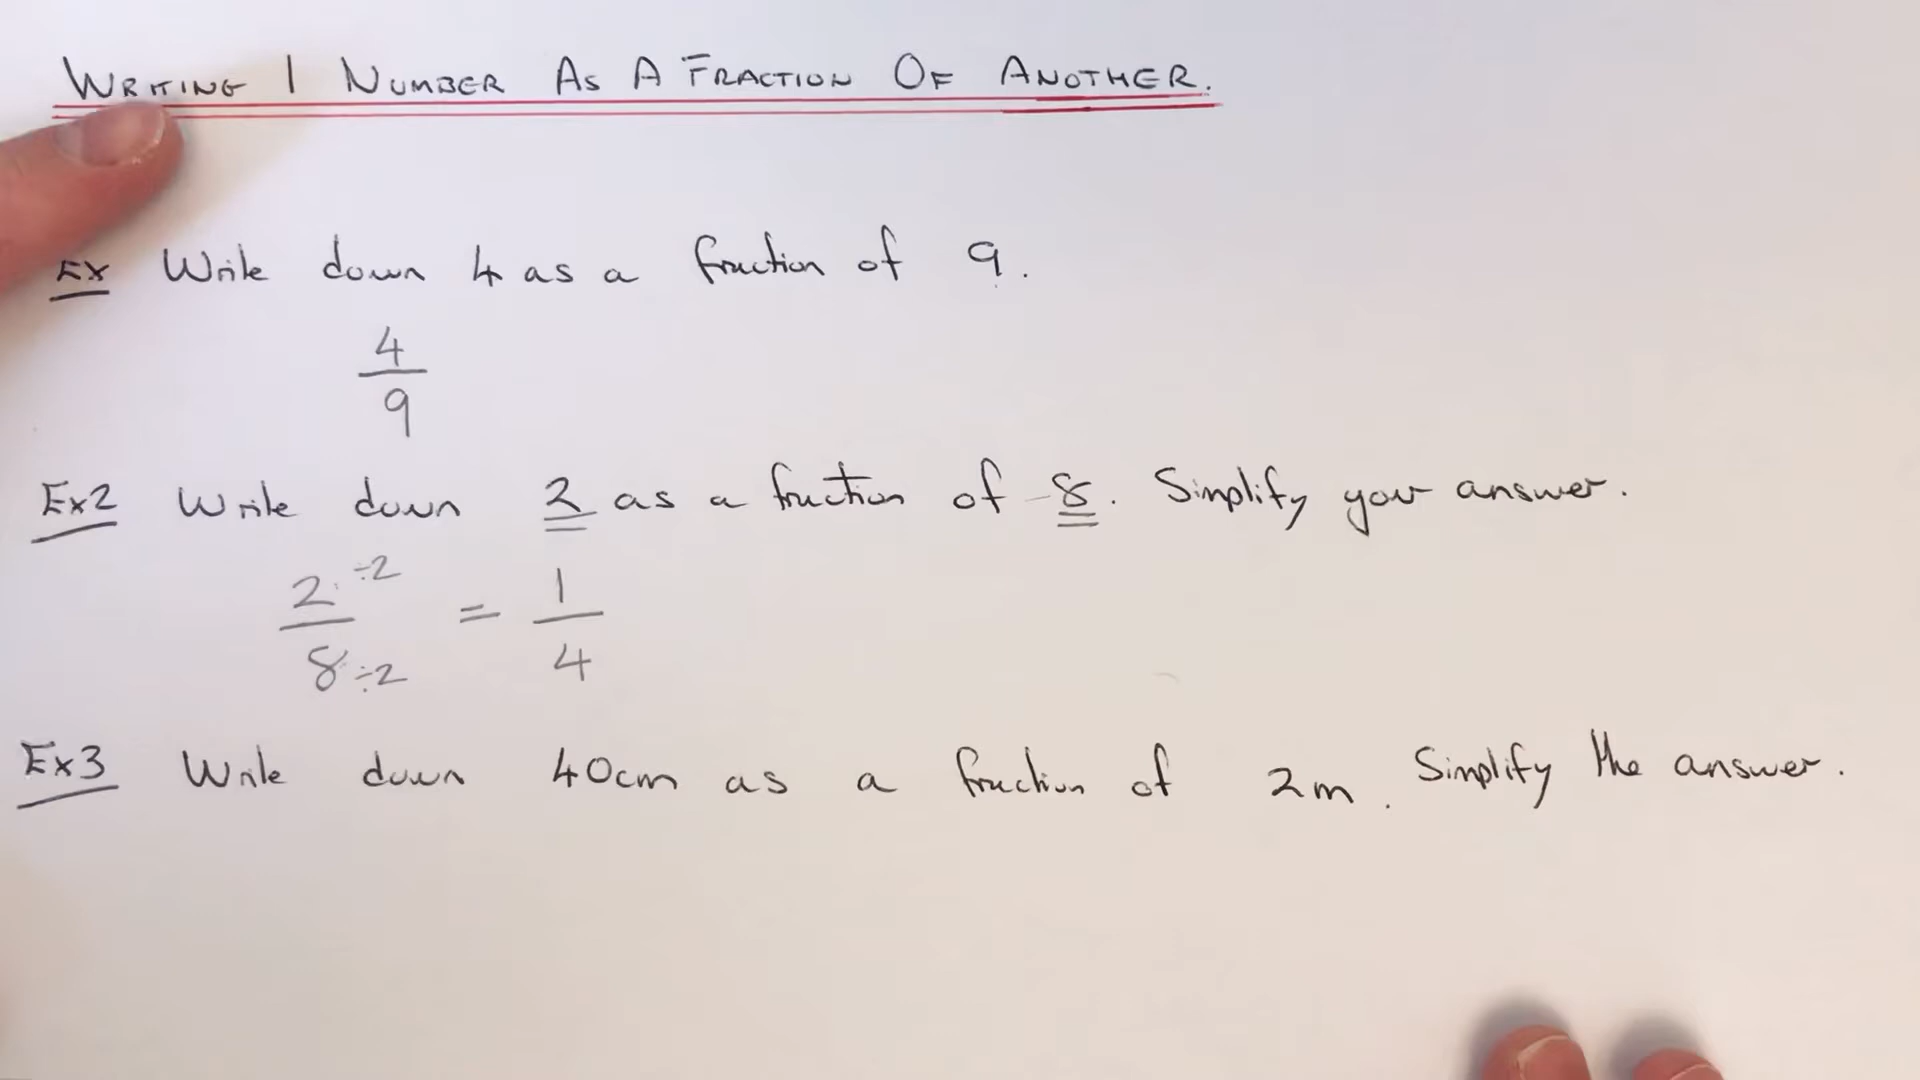 WRITING 1 NUMBER AS A FRACTION OF ANOTHER.
Ex Write down 4 as a fraction of 9.
4/9
Ex2 Write down 2 as a fraction of 8. Simplify your answer.
2÷2/8÷2 = 1/4
Ex3 Write down 40cm as a fraction of 2m. Simplify the answer.